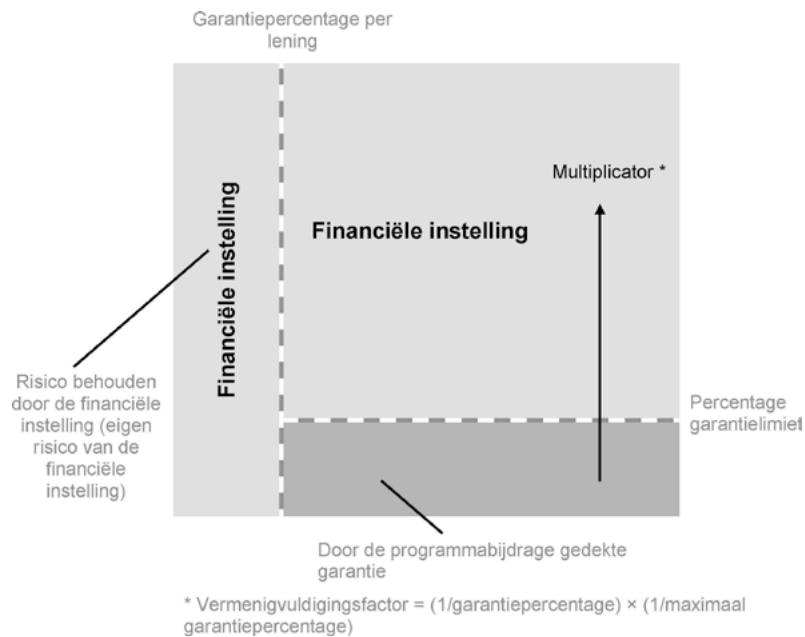 Garantiepercentage per
lening
Multiplicator *
Financiële instelling
Financiële instelling
Risico behouden
door de financiële
instelling (eigen
risico van de
financiële
instelling)
Percentage
garantielimiet
Door de programmabijdrage gedekte
garantie
* Vermenigvuldigingsfactor = (1/garantiepercentage) × (1/maximaal
garantiepercentage)